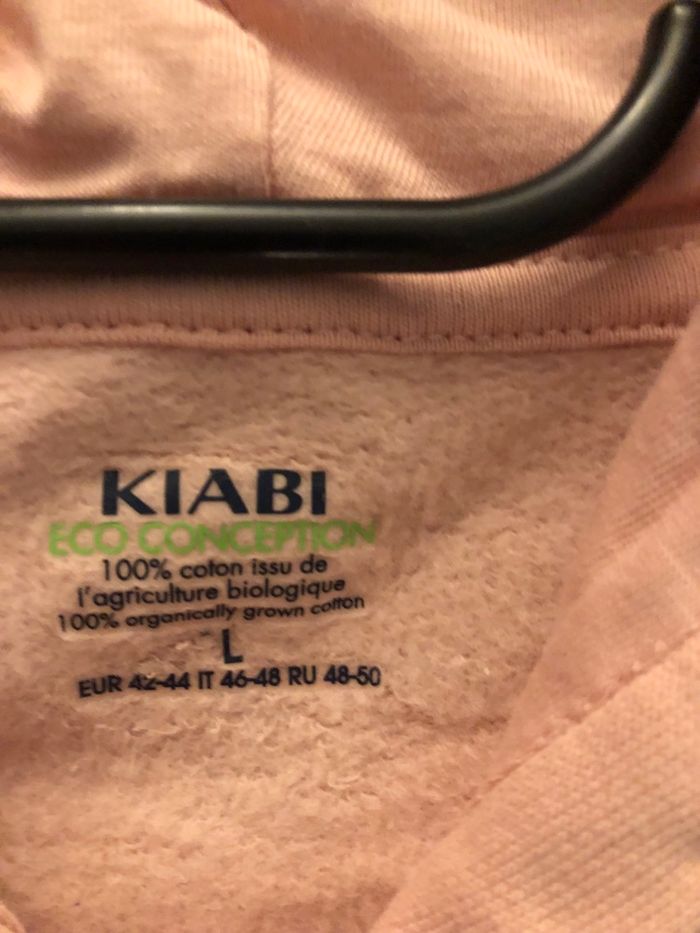 KIABI
ECO CONCEPTION
100% coton issu de
l'agriculture biologique
100% organically grown cotton
L
EUR 42-44 IT 46-48 RU 48-50